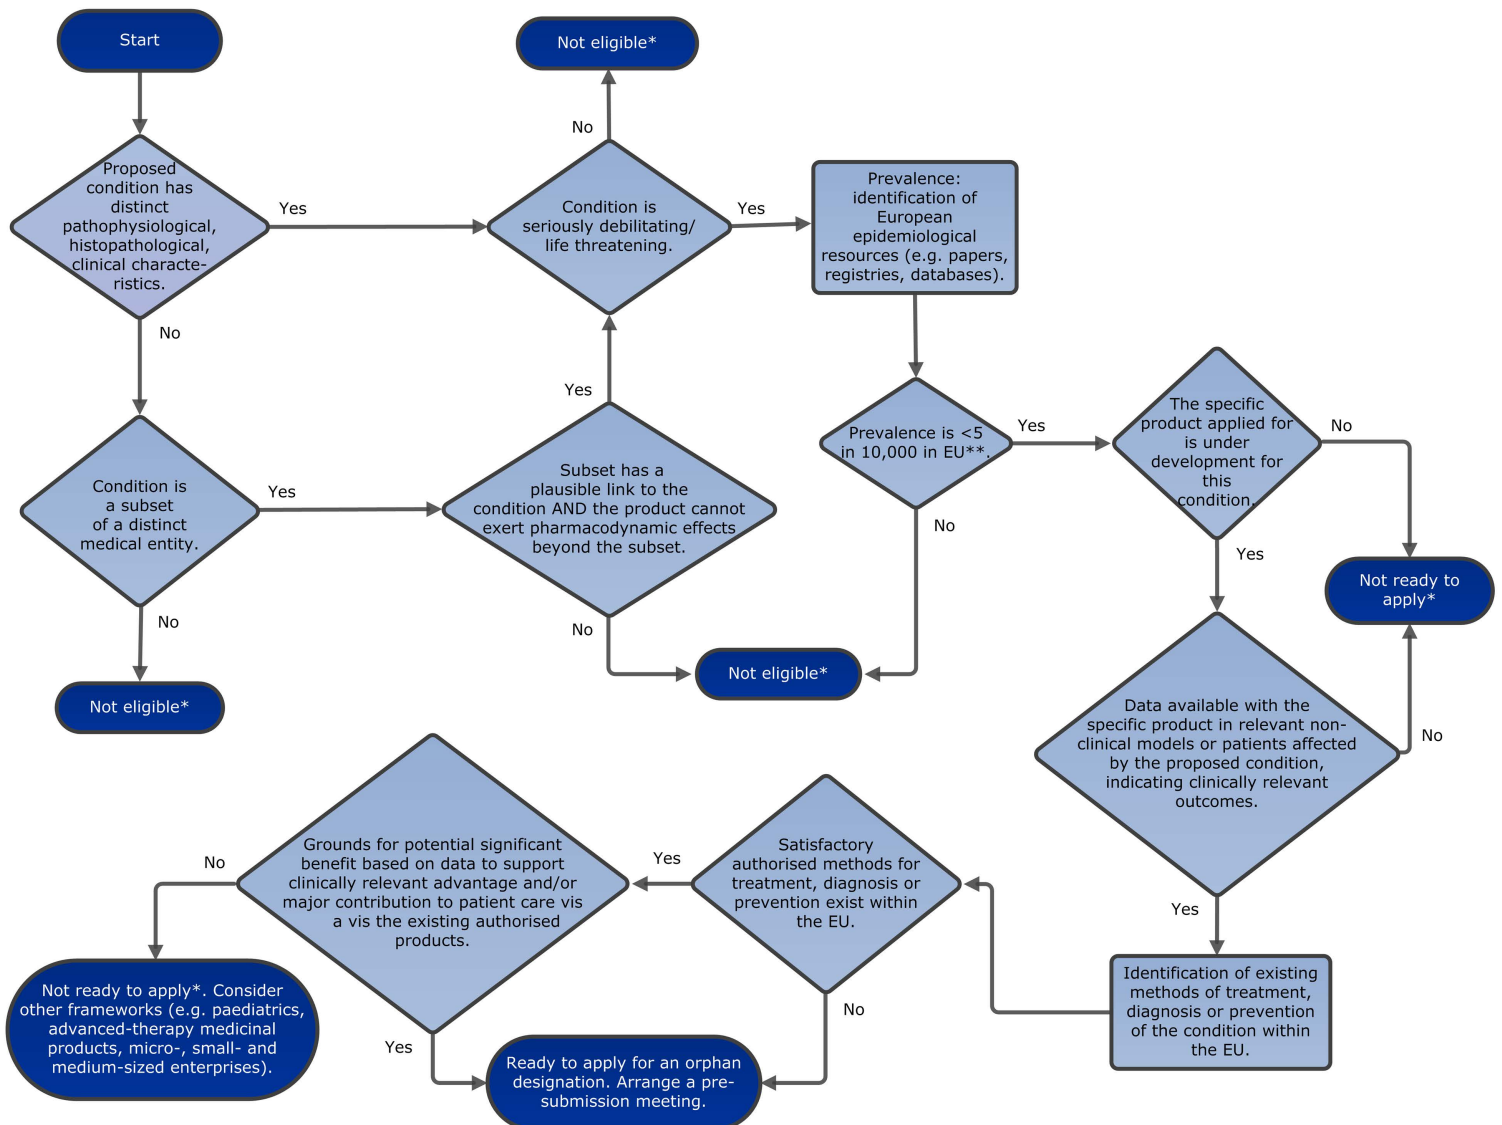 Start
Not eligible*
No
Proposed
condition has
distinct
pathophysiological,
histopathological,
clinical characte-
ristics.
Yes
Condition is
seriously debilitating/
life threatening.
Yes
Prevalence:
identification of
European
epidemiological
resources (e.g. papers,
registries, databases).
No
Yes
Condition is
a subset
of a distinct
medical entity.
Yes
Subset has a
plausible link to the
condition AND the product cannot
exert pharmacodynamic effects
beyond the subset.
Prevalence is <5
in 10,000 in EU**.
Yes
The specific
product applied for
is under
development for
this
condition.
No
No
Yes
Not ready to
apply*
No
No
Not eligible*
Not eligible*
Data available with the
specific product in relevant non-
clinical models or patients affected
by the proposed condition,
indicating clinically relevant
outcomes.
No
Yes
Identification of existing
methods of treatment,
diagnosis or prevention
of the condition within
the EU.
Satisfactory
authorised methods for
treatment, diagnosis or
prevention exist within
the EU.
Yes
No
Grounds for potential significant
benefit based on data to support
clinically relevant advantage and/or
major contribution to patient care vis
a vis the existing authorised
products.
No
Yes
Not ready to apply*. Consider
other frameworks (e.g. paediatrics,
advanced-therapy medicinal
products, micro-, small- and
medium-sized enterprises).
Ready to apply for an orphan
designation. Arrange a pre-
submission meeting.